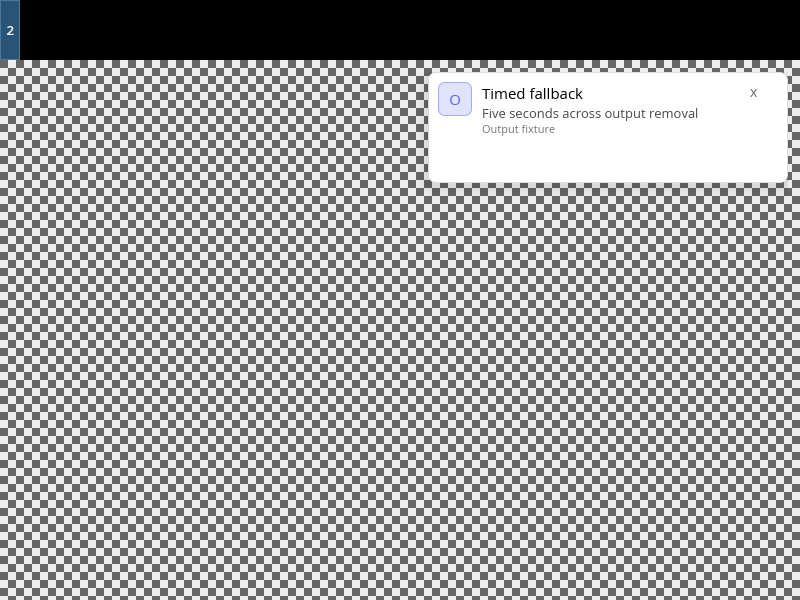 2
O
Timed fallback
x
Five seconds across output removal
Output fixture